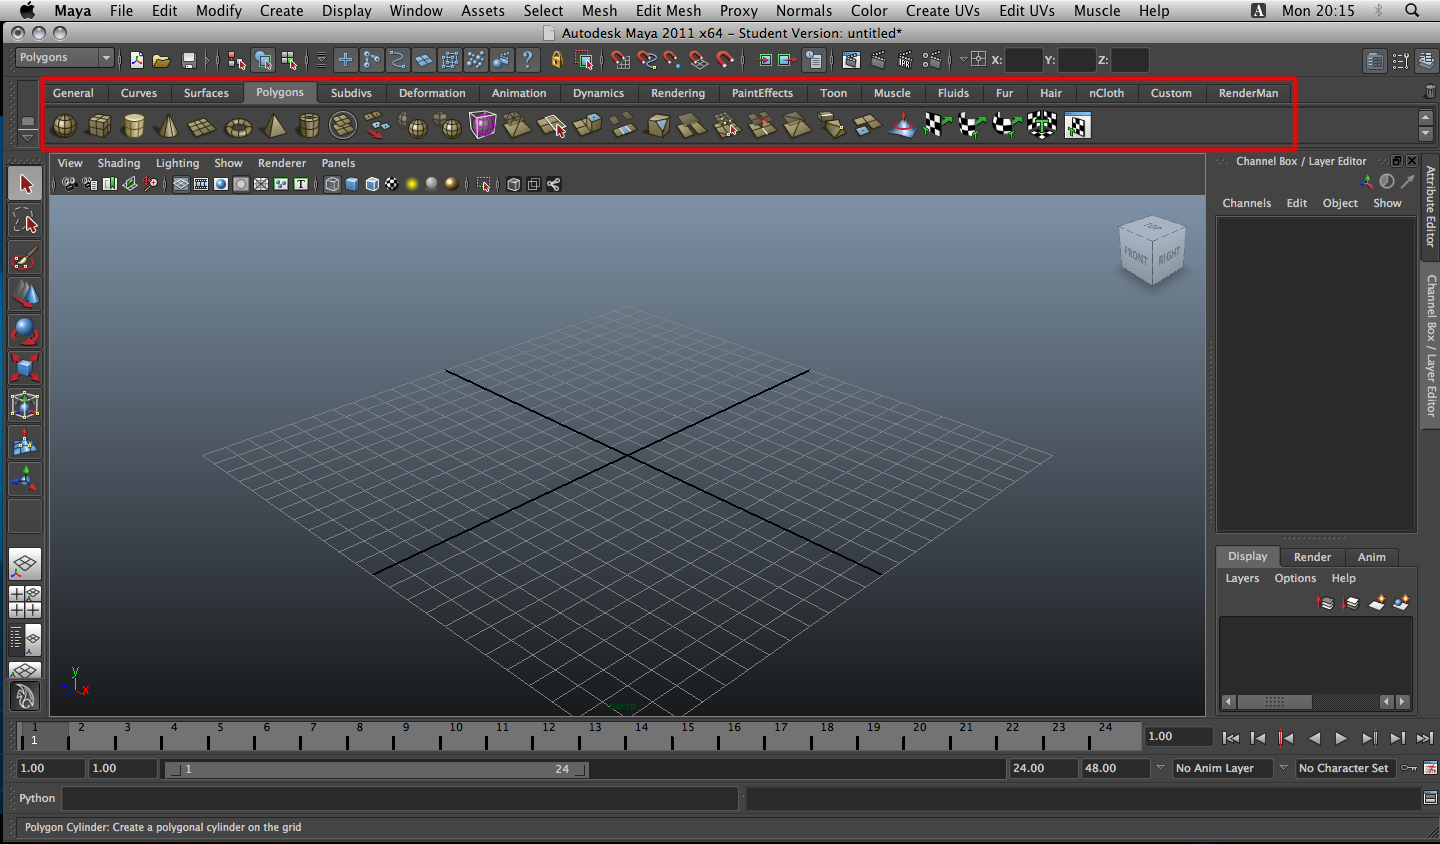 Maya File Edit Modify Create Display Window Assets Select Mesh Edit Mesh Proxy Normals Color Create UVs Edit UVs Muscle Help A Mon 20:15
Autodesk Maya 2011 x64 – Student Version: untitled*
Polygons ? X: Y: Z:
General Curves Surfaces Polygons Subdivs Deformation Animation Dynamics Rendering PaintEffects Toon Muscle Fluids Fur Hair nCloth Custom RenderMan
T
View Shading Lighting Show Renderer Panels
T
Channel Box / Layer Editor
Channels Edit Object Show
Attribute Editor
Channel Box / Layer Editor
TOP
FRONT RIGHT
Display Render Anim
Layers Options Help
y
x
persp
1 2 3 4 5 6 7 8 9 10 11 12 13 14 15 16 17 18 19 20 21 22 23 24
1
1.00
1.00 1.00 1 24 24.00 48.00 No Anim Layer No Character Set
Python
Polygon Cylinder: Create a polygonal cylinder on the grid